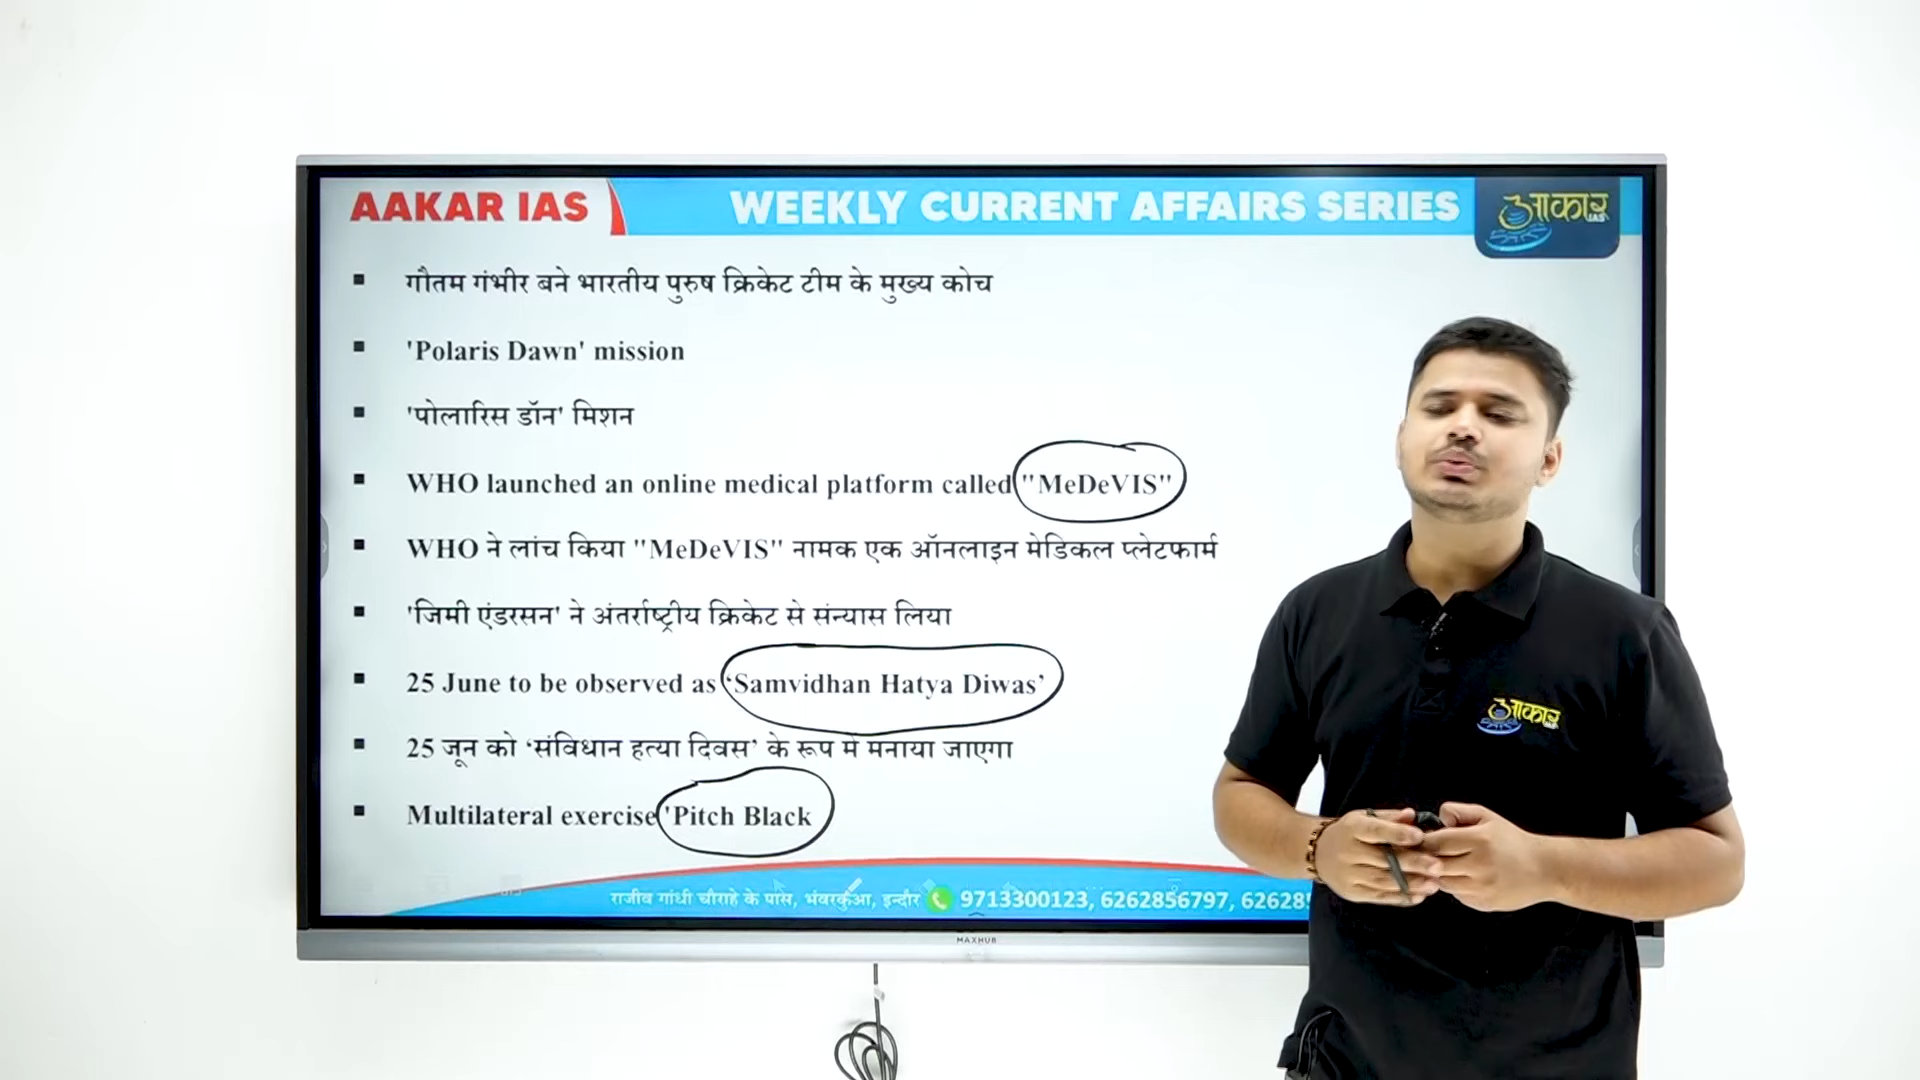 AAKAR IAS
WEEKLY CURRENT AFFAIRS SERIES
आकार
IAS
गौतम गंभीर बने भारतीय पुरुष क्रिकेट टीम के मुख्य कोच
'Polaris Dawn' mission
'पोलारिस डॉन' मिशन
WHO launched an online medical platform called "MeDeVIS"
WHO ने लांच किया "MeDeVIS" नामक एक ऑनलाइन मेडिकल प्लेटफार्म
'जिमी एंडरसन' ने अंतर्राष्ट्रीय क्रिकेट से संन्यास लिया
25 June to be observed as ‘Samvidhan Hatya Diwas’
25 जून को ‘संविधान हत्या दिवस’ के रूप में मनाया जाएगा
Multilateral exercise 'Pitch Black
राजीव गांधी चौराहे के पास, भंवरकुँआ, इन्दौर 9713300123, 6262856797, 62628
MAXHUB
आकार